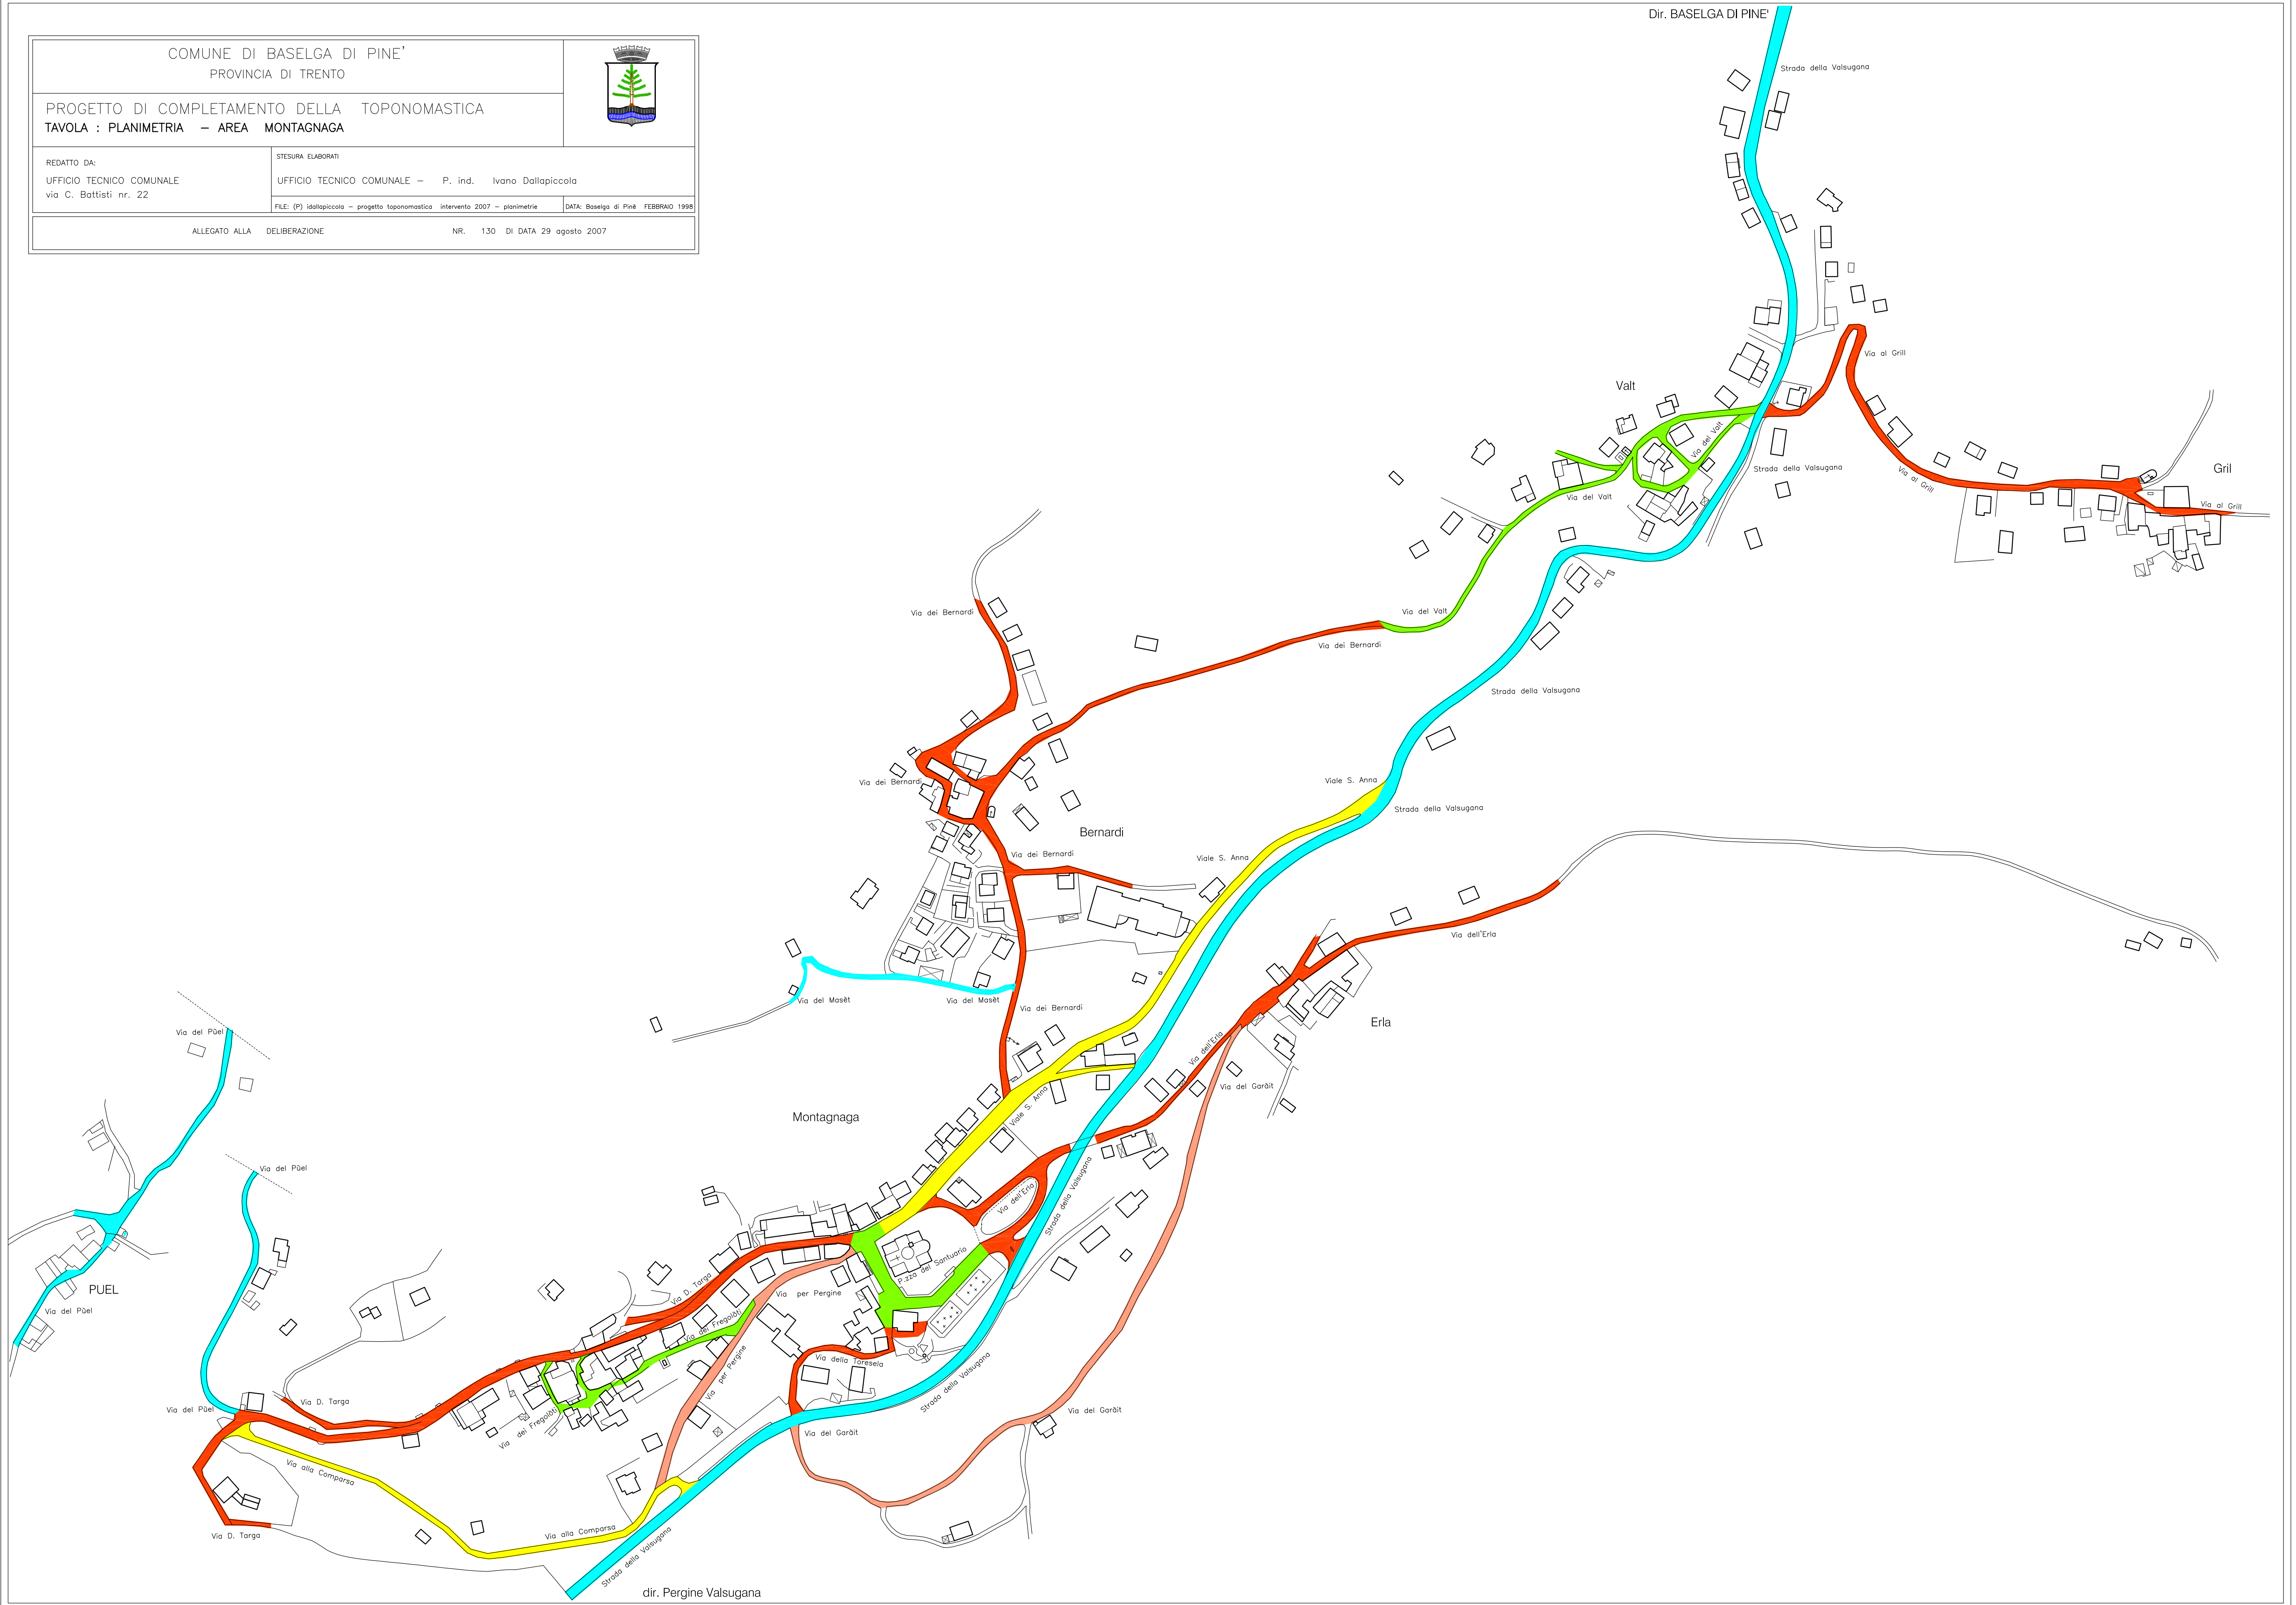 COMUNE DI BASELGA DI PINE'
PROVINCIA DI TRENTO
PROGETTO DI COMPLETAMENTO DELLA TOPONOMASTICA
TAVOLA : PLANIMETRIA – AREA MONTAGNAGA
REDATTO DA:
UFFICIO TECNICO COMUNALE
via C. Battisti nr. 22
STESURA ELABORATI
UFFICIO TECNICO COMUNALE – P. ind. Ivano Dallapiccola
FILE: (P) idallapiccola – progetto toponomastica intervento 2007 – planimetrie
DATA: Baselga di Pinè FEBBRAIO 1998
ALLEGATO ALLA DELIBERAZIONE NR. 130 DI DATA 29 agosto 2007
Dir. BASELGA DI PINE'
Strada della Valsugana
Via al Grill
Valt
Via del Valt
Strada della Valsugana
Gril
Via al Grill
Via al Grill
Via del Valt
Via dei Bernardi
Via del Valt
Via dei Bernardi
Strada della Valsugana
Via dei Bernardi
Viale S. Anna
Strada della Valsugana
Bernardi
Via dei Bernardi
Viale S. Anna
Via dell'Erla
Via del Masèt
Via del Masèt
Via dei Bernardi
Erla
Via del Püel
Via dell'Erla
Via del Garàit
Montagnaga
Viale S. Anna
Via del Püel
Via dell'Erla
Strada della Valsugana
P.zza del Santuario
PUEL
Via D. Targa
Via per Pergine
Via del Püel
Via dei Fregolòti
Via della Toresela
Via per Pergine
Strada della Valsugana
Via D. Targa
Via del Püel
Via dei Fregolòti
Via del Garàit
Via del Garàit
Via alla Comparsa
Via D. Targa
Via alla Comparsa
Strada della Valsugana
dir. Pergine Valsugana